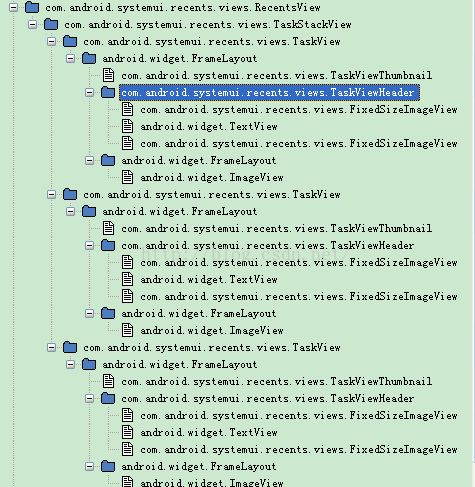 com.android.systemui.recents.views.RecentsView
com.android.systemui.recents.views.TaskStackView
com.android.systemui.recents.views.TaskView
android.widget.FrameLayout
com.android.systemui.recents.views.TaskViewThumbnail
com.android.systemui.recents.views.TaskViewHeader
com.android.systemui.recents.views.FixedSizeImageView
android.widget.TextView
com.android.systemui.recents.views.FixedSizeImageView
android.widget.FrameLayout
android.widget.ImageView
com.android.systemui.recents.views.TaskView
android.widget.FrameLayout
com.android.systemui.recents.views.TaskViewThumbnail
com.android.systemui.recents.views.TaskViewHeader
com.android.systemui.recents.views.FixedSizeImageView
android.widget.TextView
com.android.systemui.recents.views.FixedSizeImageView
android.widget.FrameLayout
android.widget.ImageView
com.android.systemui.recents.views.TaskView
android.widget.FrameLayout
com.android.systemui.recents.views.TaskViewThumbnail
com.android.systemui.recents.views.TaskViewHeader
com.android.systemui.recents.views.FixedSizeImageView
android.widget.TextView
com.android.systemui.recents.views.FixedSizeImageView
android.widget.FrameLayout
android.widget.ImageView